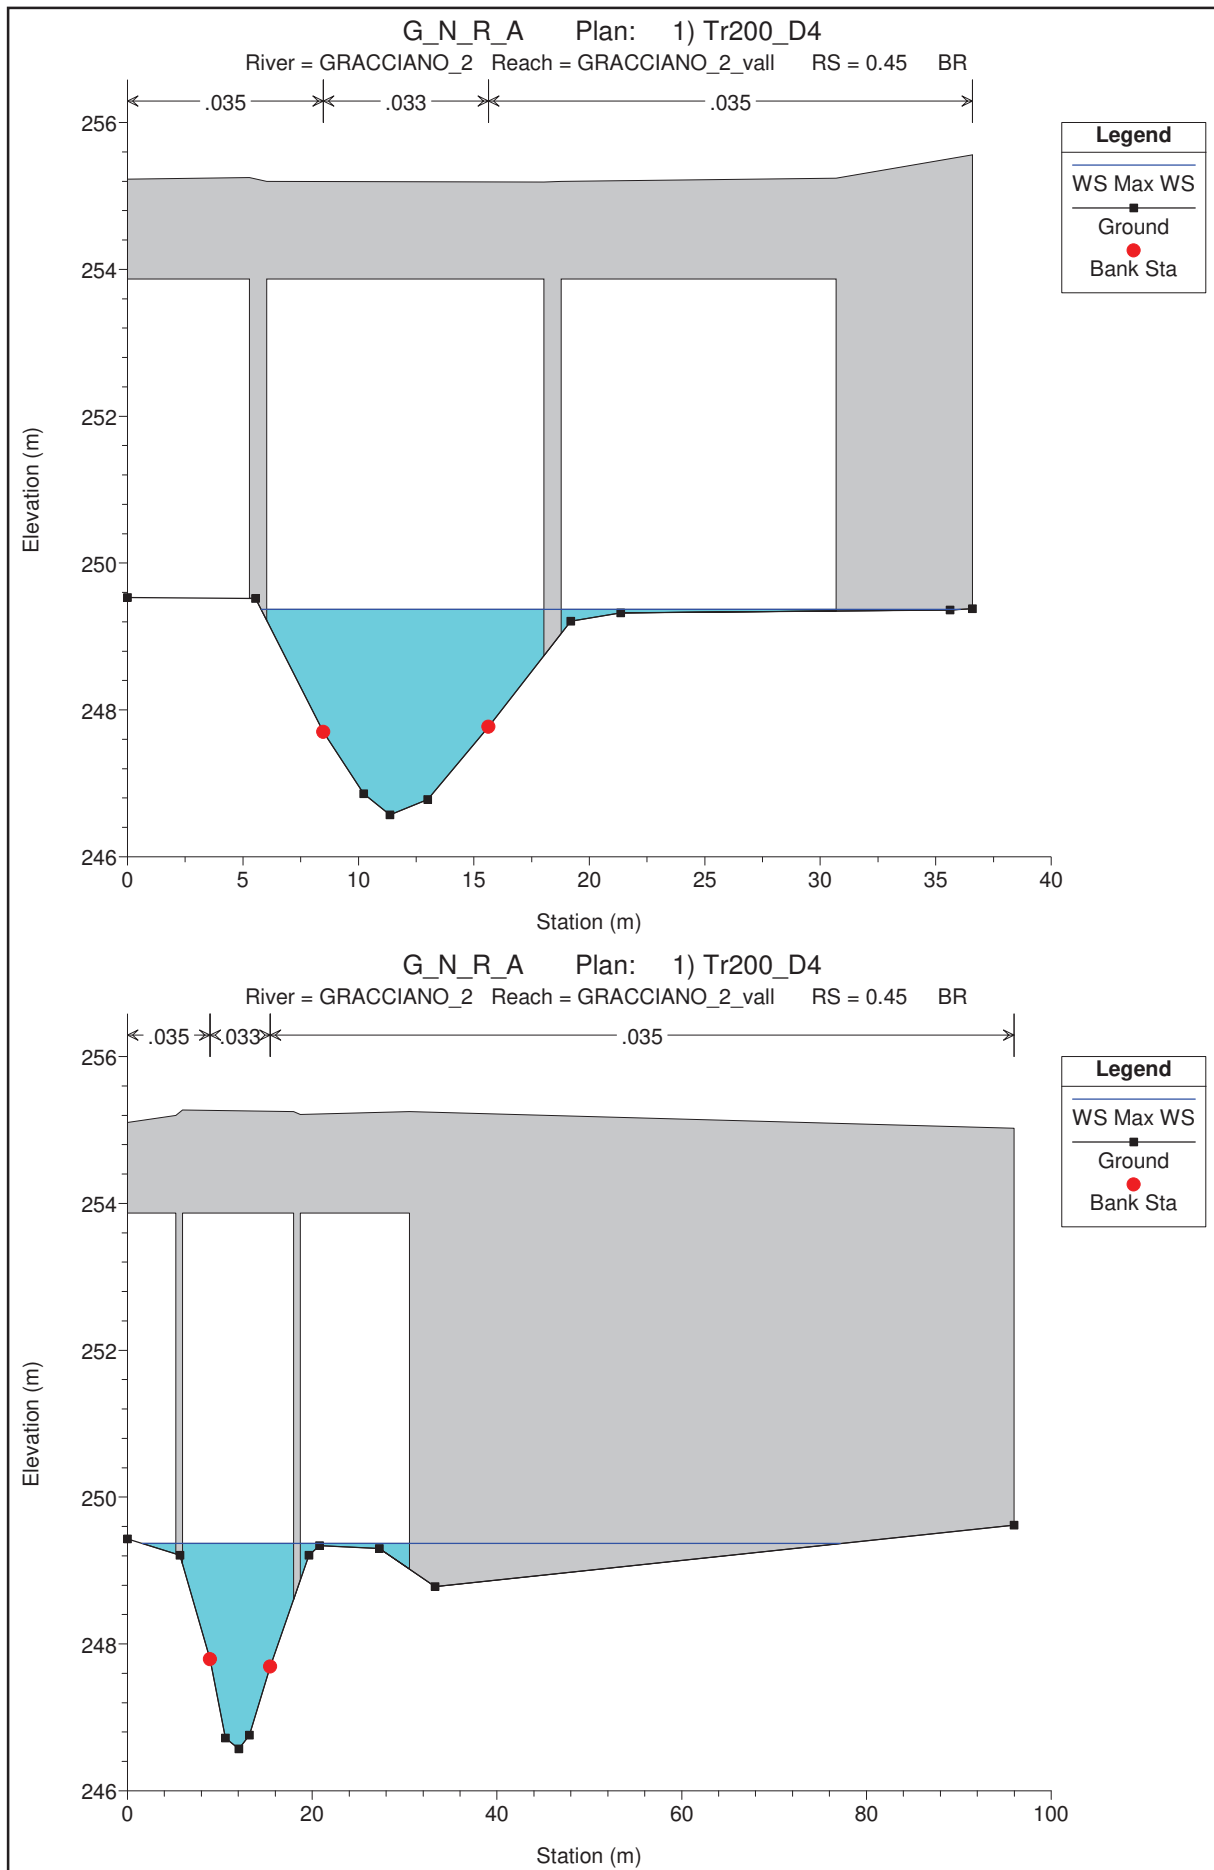 G_N_R_A Plan: 1) Tr200_D4
River = GRACCIANO_2 Reach = GRACCIANO_2_vall RS = 0.45 BR
.035 .033 .035
256
254
252
250
248
246
Elevation (m)
0 5 10 15 20 25 30 35 40
Station (m)
Legend
WS Max WS
Ground
Bank Sta
G_N_R_A Plan: 1) Tr200_D4
River = GRACCIANO_2 Reach = GRACCIANO_2_vall RS = 0.45 BR
.035 .033 .035
256
254
252
250
248
246
Elevation (m)
0 20 40 60 80 100
Station (m)
Legend
WS Max WS
Ground
Bank Sta